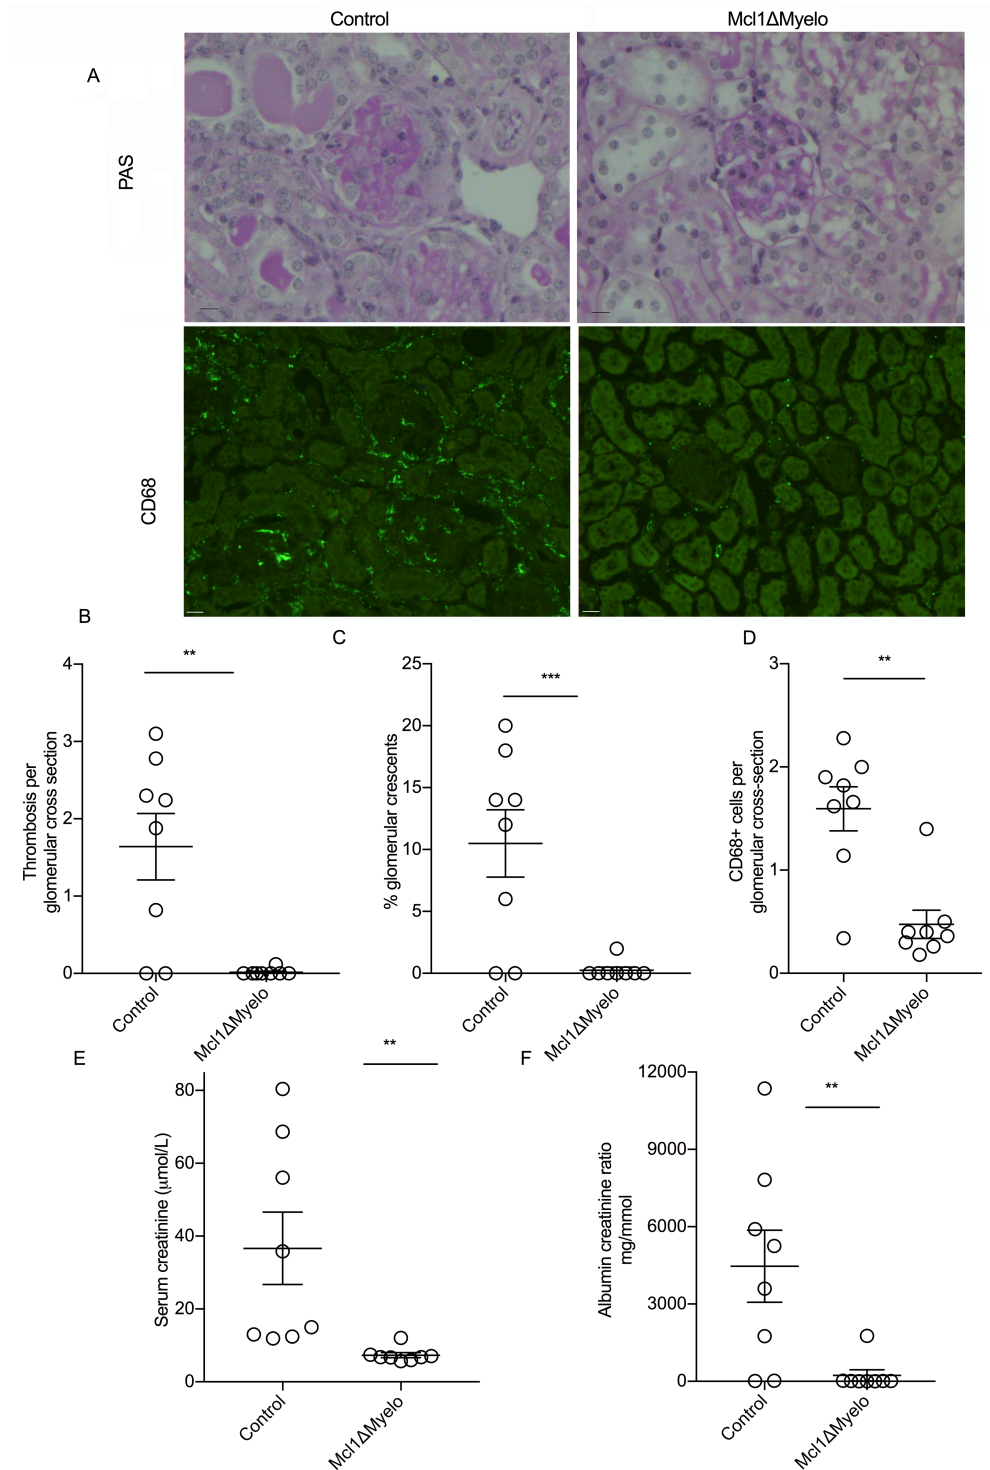 Control
Mcl1ΔMyelo
A
PAS
CD68
B
C
D
**
***
**
4
3
2
1
0
Thrombosis per
glomerular cross section
Control
Mcl1ΔMyelo
25
20
15
10
5
0
% glomerular crescents
Control
Mcl1ΔMyelo
3
2
1
0
CD68+ cells per
glomerular cross-section
Control
Mcl1ΔMyelo
E
F
**
**
80
60
40
20
0
Serum creatinine (μmol/L)
Control
Mcl1ΔMyelo
12000
9000
6000
3000
0
Albumin creatinine ratio
mg/mmol
Control
Mcl1ΔMyelo